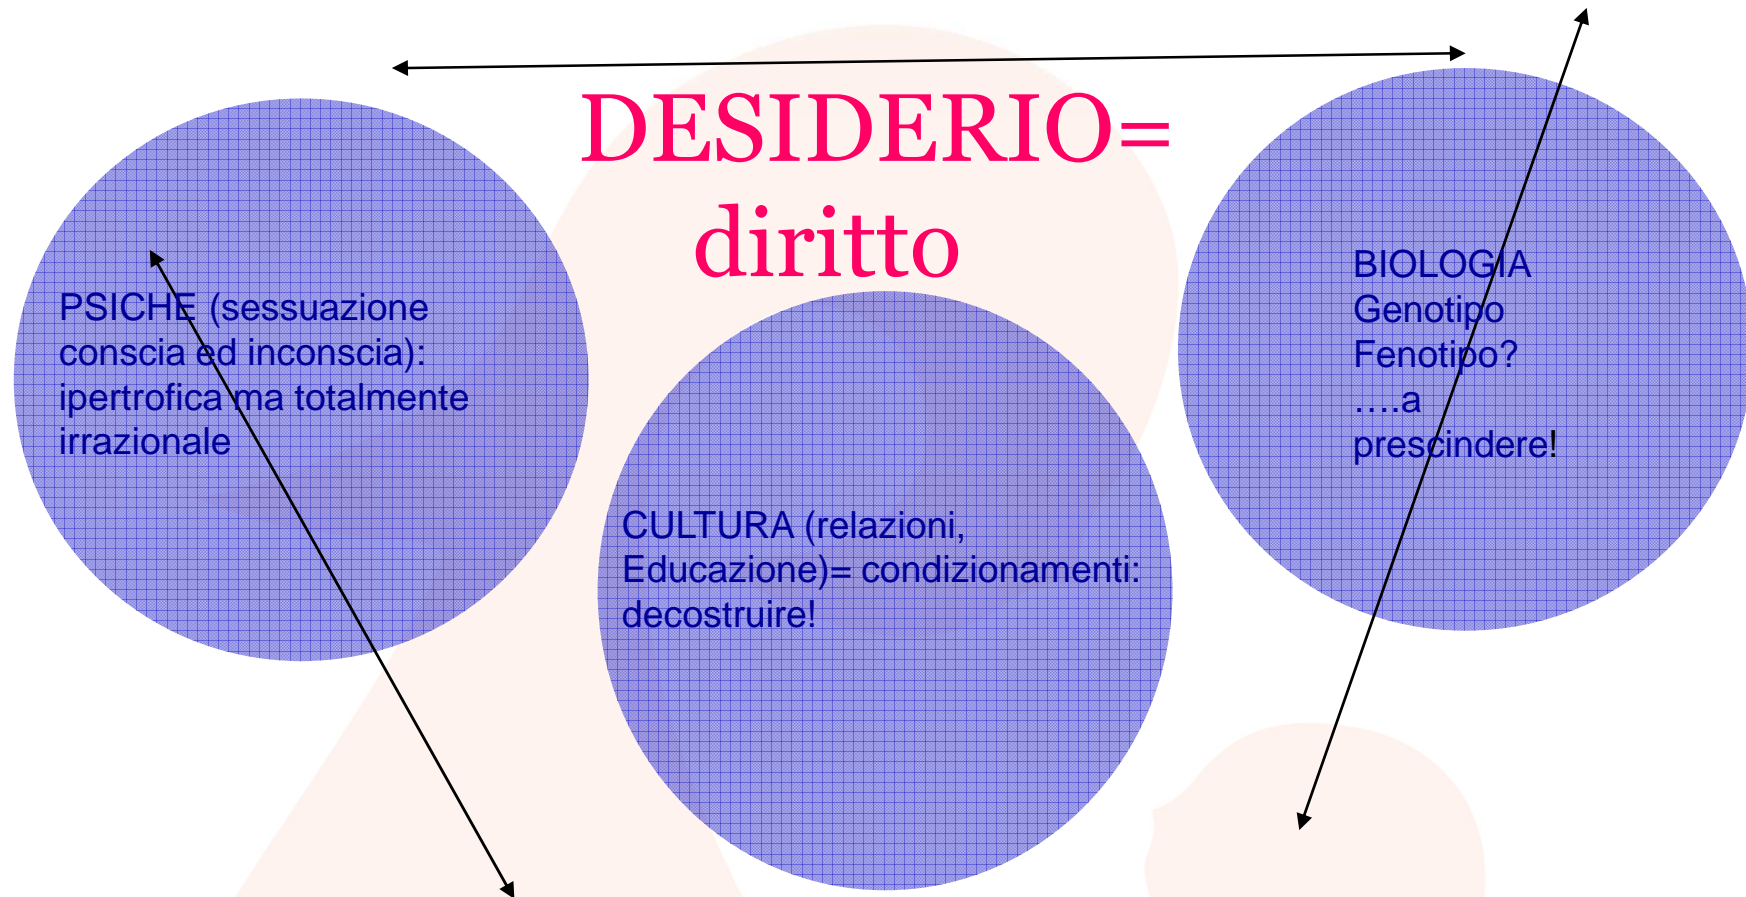 DESIDERIO=
diritto
PSICHE (sessuazione
conscia ed inconscia):
ipertrofica ma totalmente
irrazionale
CULTURA (relazioni,
Educazione)= condizionamenti:
decostruire!
BIOLOGIA
Genotipo
Fenotipo?
….a
prescindere!